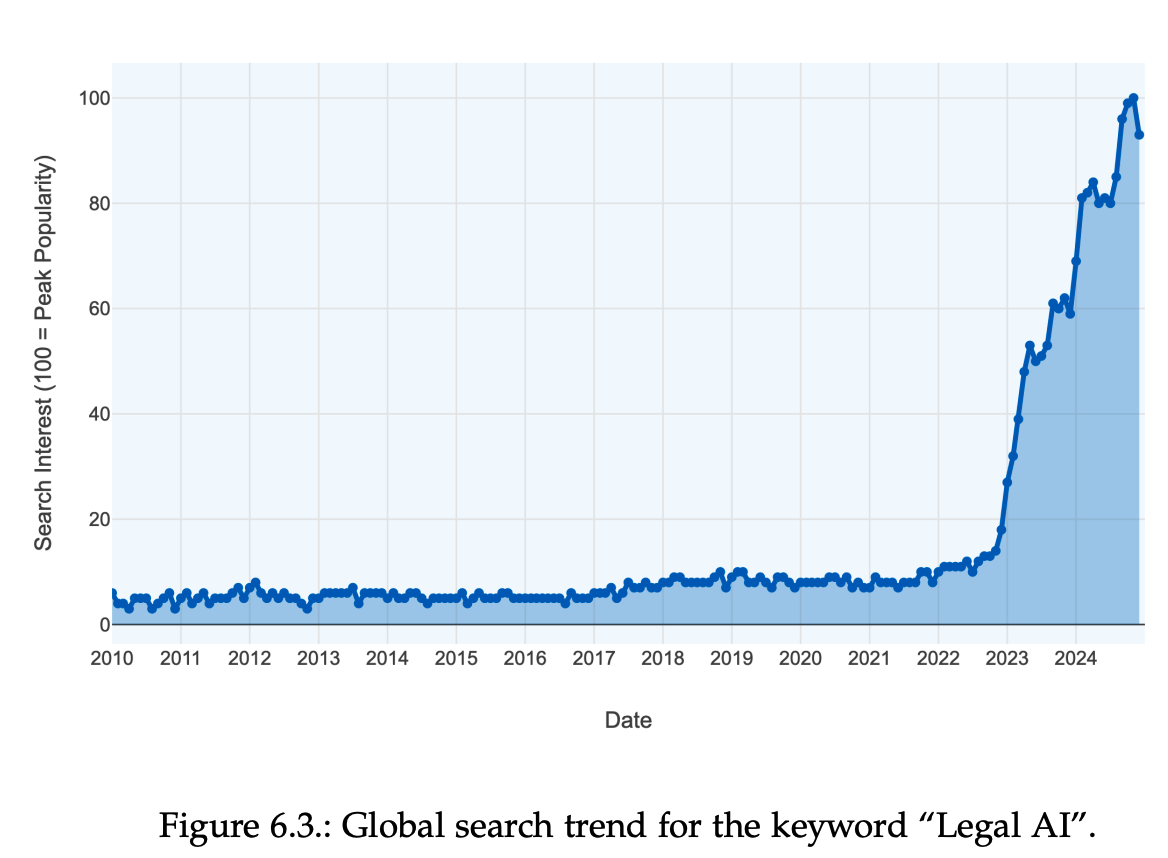 Search Interest (100 = Peak Popularity)
100
80
60
40
20
0
2010 2011 2012 2013 2014 2015 2016 2017 2018 2019 2020 2021 2022 2023 2024
Date
Figure 6.3.: Global search trend for the keyword “Legal AI”.